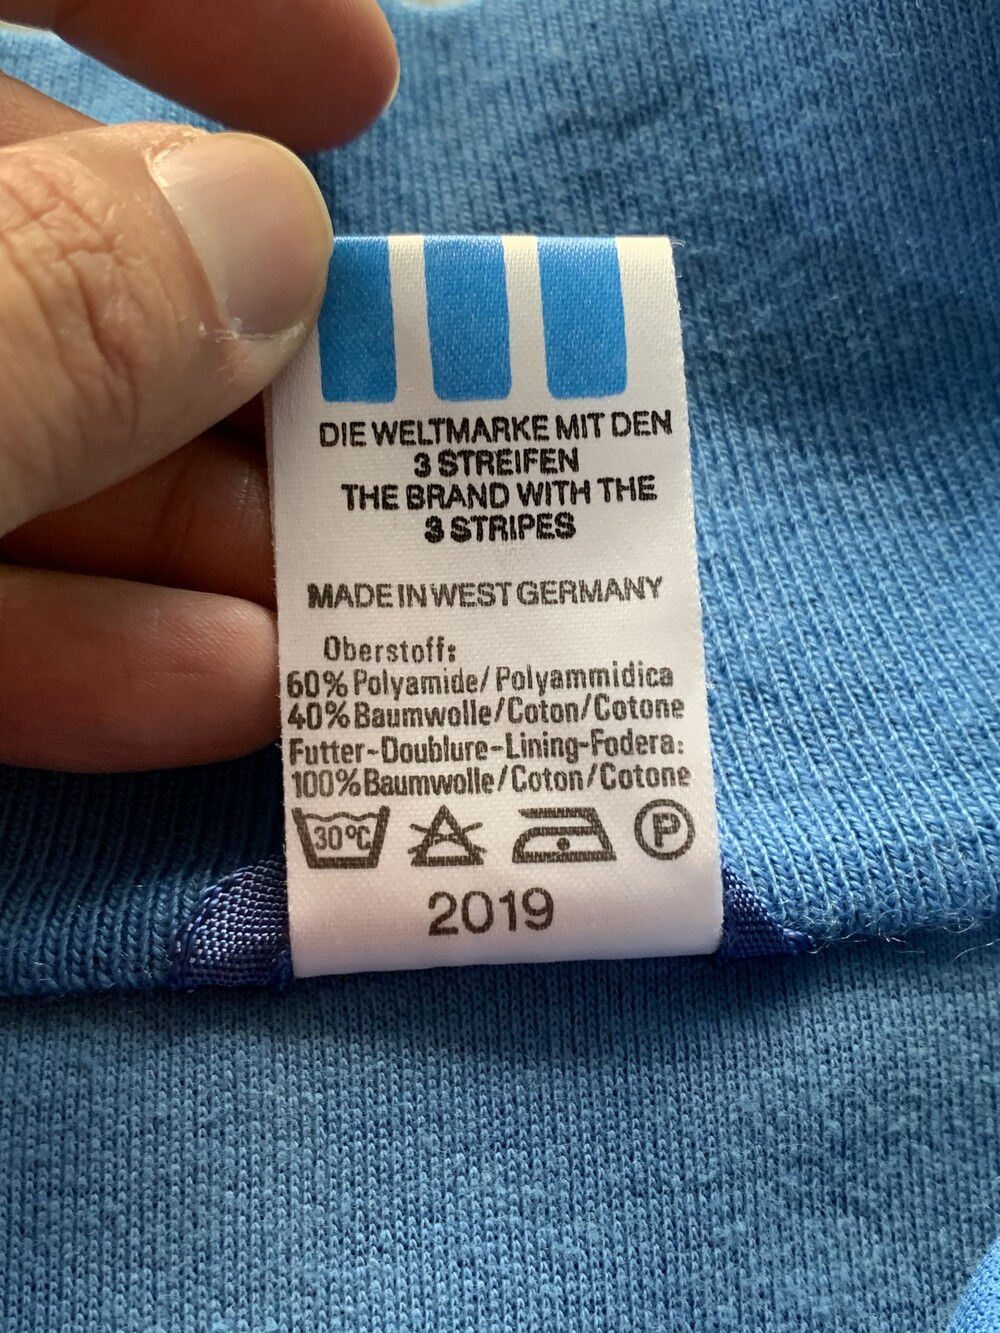 DIE WELTMARKE MIT DEN
3 STREIFEN
THE BRAND WITH THE
3 STRIPES
MADE IN WEST GERMANY
Oberstoff:
60% Polyamide/Polyammidica
40% Baumwolle/Coton/Cotone
Futter-Doublure-Lining-Fodera:
100% Baumwolle/Coton/Cotone
30°C P
2019